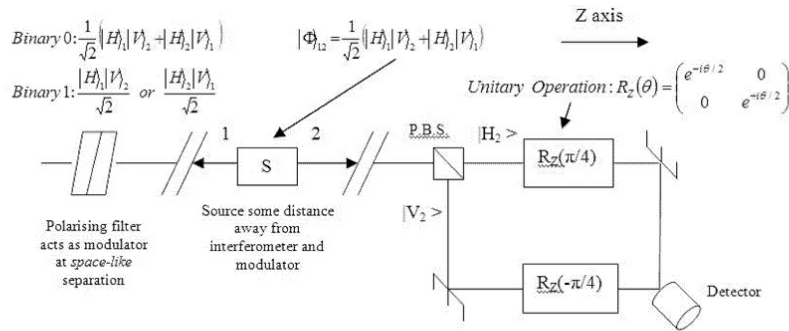 Binary 0: 1/√2 (|H⟩₁|V⟩₂ + |H⟩₂|V⟩₁)
|Φ⟩₁₂ = 1/√2 (|H⟩₁|V⟩₂ + |H⟩₂|V⟩₁)
Z axis
Binary 1: |H⟩₁|V⟩₂/√2 or |H⟩₂|V⟩₁/√2
Unitary Operation: R_Z(θ) = (e^{-iθ/2} 0
0 e^{-iθ/2})
1
2
P.B.S.
|H₂ >
S
R_Z(π/4)
Polarising filter
acts as modulator
at space-like
separation
Source some distance
away from
interferometer and
modulator
|V₂ >
R_Z(-π/4)
Detector